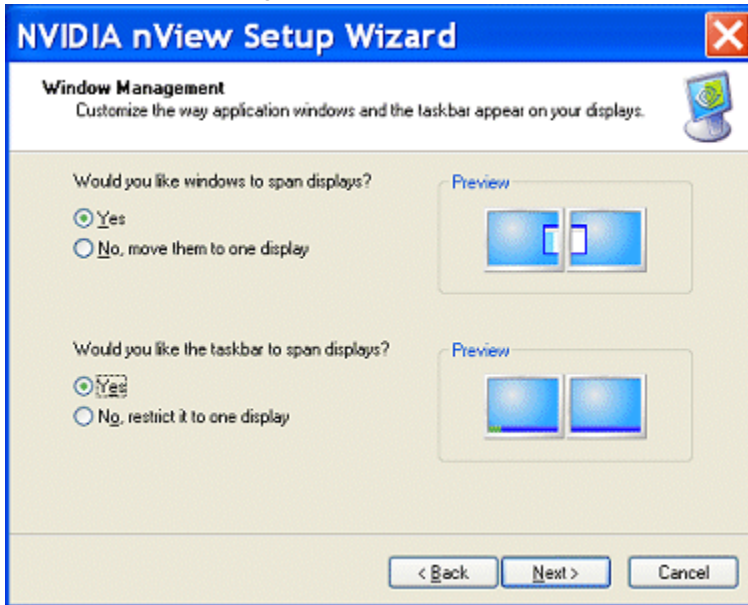 NVIDIA nView Setup Wizard
Window Management
Customize the way application windows and the taskbar appear on your displays.
Would you like windows to span displays?
Preview
Yes
No, move them to one display
Would you like the taskbar to span displays?
Preview
Yes
No, restrict it to one display
< Back
Next >
Cancel